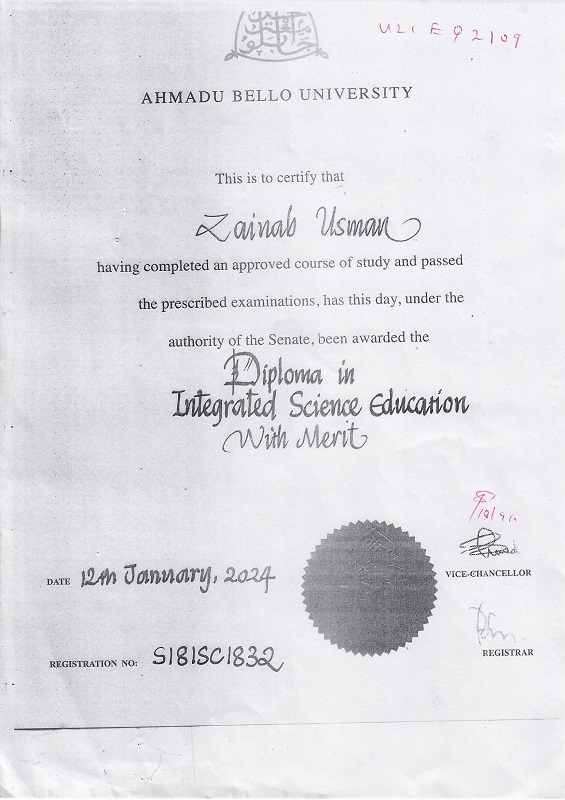 U21 E Q 2109
AHMADU BELLO UNIVERSITY
This is to certify that
Zainab Usman
having completed an approved course of study and passed
the prescribed examinations, has this day, under the
authority of the Senate, been awarded the
Diploma in
Integrated Science Education
With Merit
DATE 12th January, 2024
VICE-CHANCELLOR
REGISTRATION NO: S181SC1832
REGISTRAR